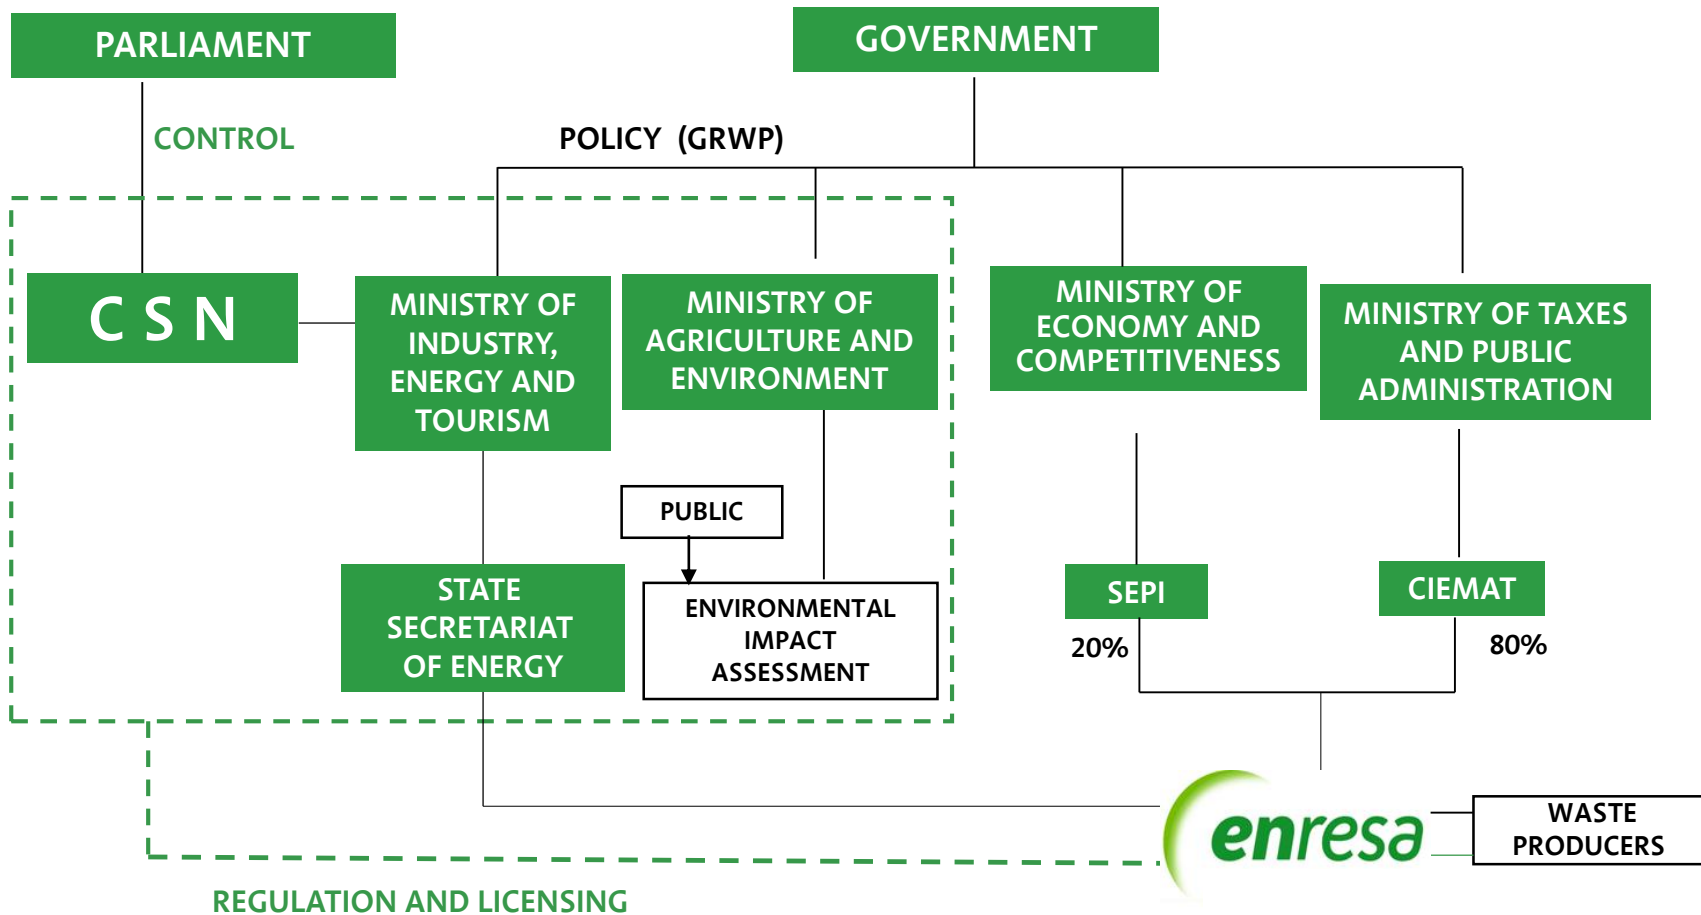 PARLIAMENT
GOVERNMENT
CONTROL
POLICY (GRWP)
C S N
MINISTRY OF
INDUSTRY,
ENERGY AND
TOURISM
MINISTRY OF
AGRICULTURE AND
ENVIRONMENT
MINISTRY OF
ECONOMY AND
COMPETITIVENESS
MINISTRY OF TAXES
AND PUBLIC
ADMINISTRATION
PUBLIC
STATE
SECRETARIAT
OF ENERGY
ENVIRONMENTAL
IMPACT
ASSESSMENT
SEPI
CIEMAT
20%
80%
enresa
WASTE
PRODUCERS
REGULATION AND LICENSING